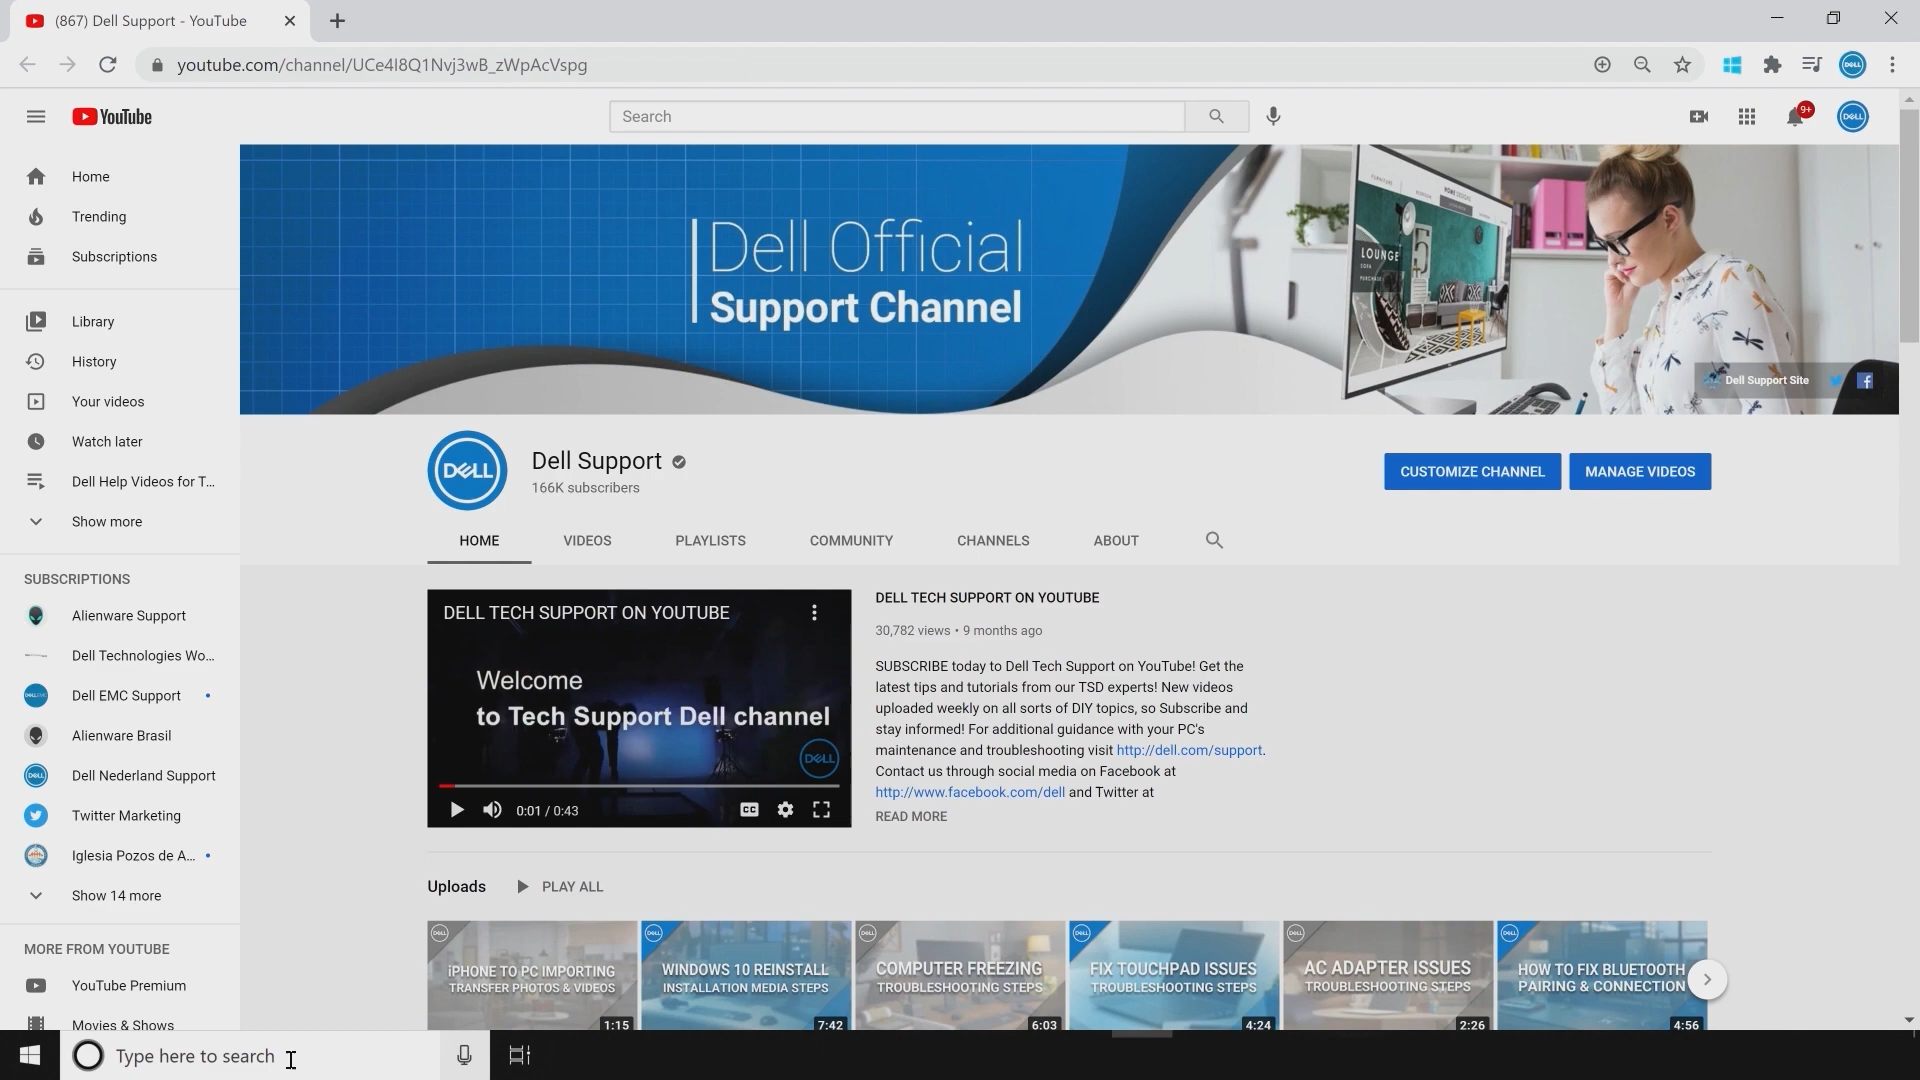 (867) Dell Support - YouTube
youtube.com/channel/UCe4I8Q1Nvj3wB_zWpAcVspg
YouTube
Search
9+
DELL
Home
Trending
Subscriptions
Library
History
Your videos
Watch later
Dell Help Videos for T...
Show more
SUBSCRIPTIONS
Alienware Support
Dell Technologies Wo...
Dell EMC Support
Alienware Brasil
Dell Nederland Support
Twitter Marketing
Iglesia Pozos de A...
Show 14 more
MORE FROM YOUTUBE
YouTube Premium
Movies & Shows
Dell Official
Support Channel
LOUNGE
Dell Support Site
DELL
Dell Support
166K subscribers
CUSTOMIZE CHANNEL
MANAGE VIDEOS
HOME
VIDEOS
PLAYLISTS
COMMUNITY
CHANNELS
ABOUT
DELL TECH SUPPORT ON YOUTUBE
Welcome
to Tech Support Dell channel
DELL
0:01 / 0:43
CC
DELL TECH SUPPORT ON YOUTUBE
30,782 views • 9 months ago
SUBSCRIBE today to Dell Tech Support on YouTube! Get the
latest tips and tutorials from our TSD experts! New videos
uploaded weekly on all sorts of DIY topics, so Subscribe and
stay informed! For additional guidance with your PC's
maintenance and troubleshooting visit http://dell.com/support.
Contact us through social media on Facebook at
http://www.facebook.com/dell and Twitter at
READ MORE
Uploads
PLAY ALL
iPHONE TO PC IMPORTING
TRANSFER PHOTOS & VIDEOS
1:15
WINDOWS 10 REINSTALL
INSTALLATION MEDIA STEPS
7:42
COMPUTER FREEZING
TROUBLESHOOTING STEPS
6:03
FIX TOUCHPAD ISSUES
TROUBLESHOOTING STEPS
4:24
AC ADAPTER ISSUES
TROUBLESHOOTING STEPS
2:26
HOW TO FIX BLUETOOTH
PAIRING & CONNECTION
4:56
Type here to search